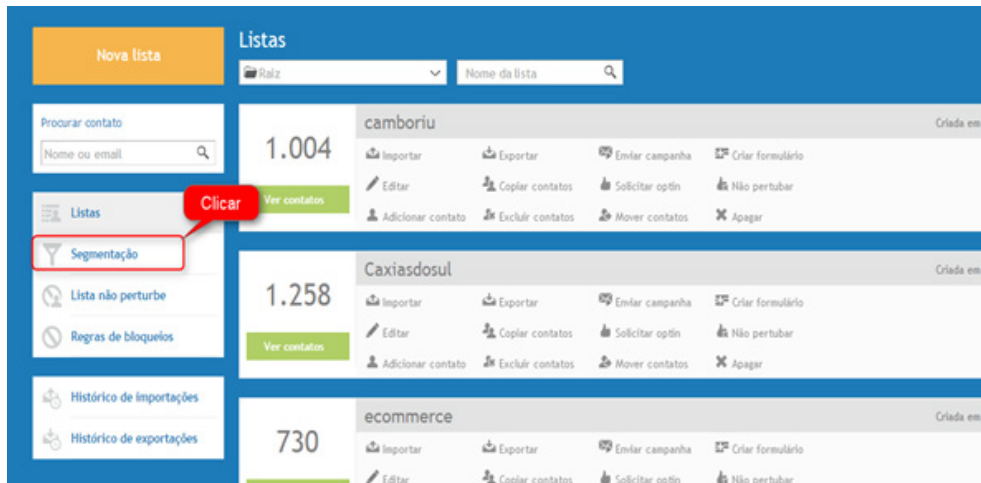 Nova lista
Procurar contato
Nome ou email
Listas
Clicar
Segmentação
Lista não perturbe
Regras de bloqueios
Histórico de importações
Histórico de exportações
Listas
Raiz
Nome da lista
1.004
Ver contatos
camboriu
Criada em
Importar Exportar Enviar campanha Criar formulário
Editar Copiar contatos Solicitar optin Não pertubar
Adicionar contato Excluir contatos Mover contatos Apagar
1.258
Ver contatos
Caxiasdosul
Criada em
Importar Exportar Enviar campanha Criar formulário
Editar Copiar contatos Solicitar optin Não pertubar
Adicionar contato Excluir contatos Mover contatos Apagar
730
ecommerce
Criada em
Importar Exportar Enviar campanha Criar formulário
Editar Copiar contatos Solicitar optin Não pertubar